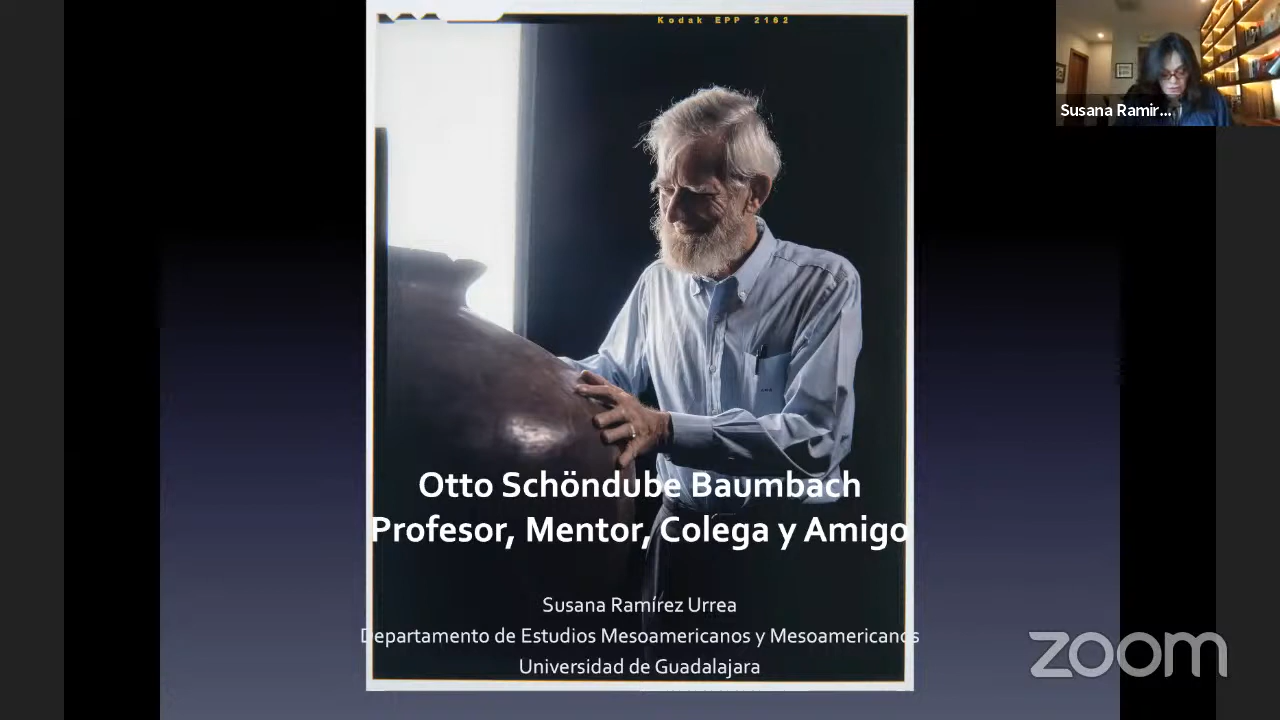 Kodak EPP 2162
Susana Ramir...
Otto Schöndube Baumbach
Profesor, Mentor, Colega y Amigo
Susana Ramírez Urrea
Departamento de Estudios Mesoamericanos y Mesoamericanos
Universidad de Guadalajara
zoom